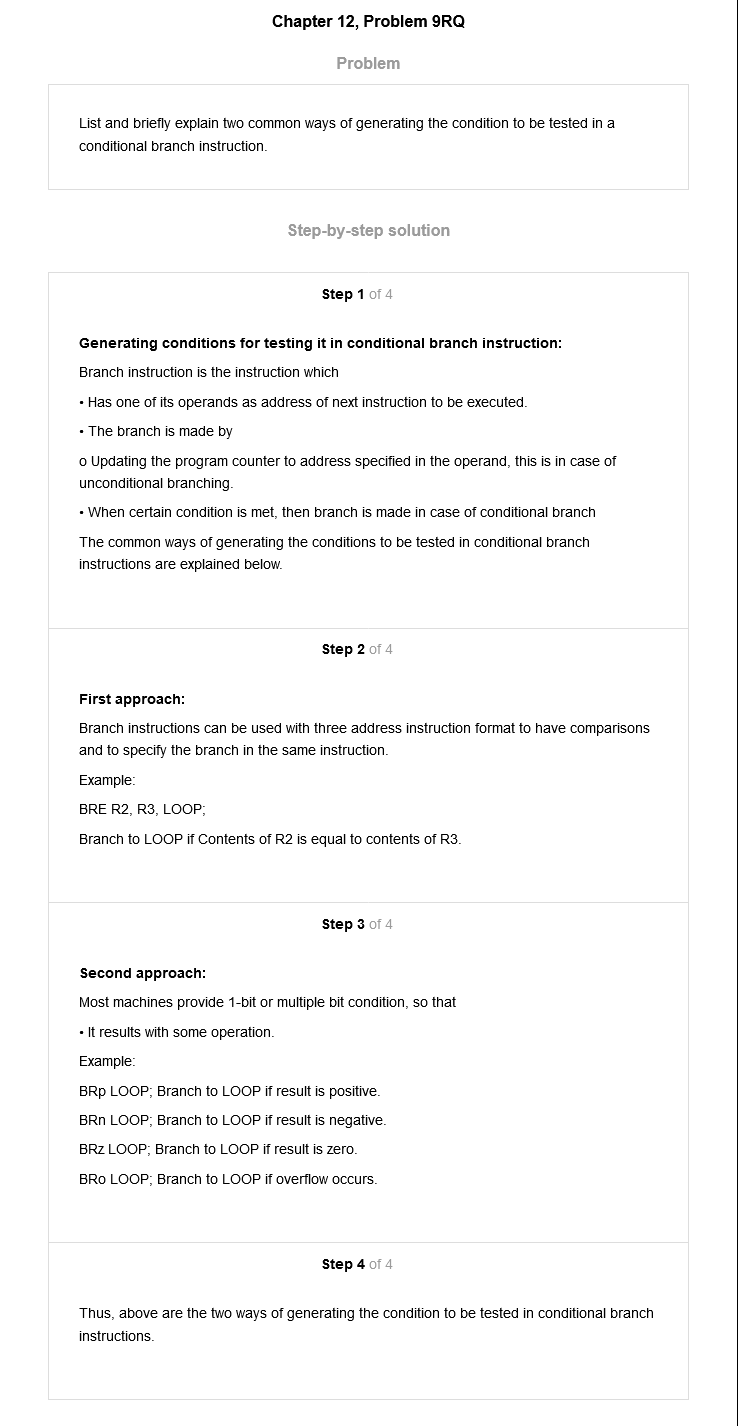 Chapter 12, Problem 9RQ
Problem
List and briefly explain two common ways of generating the condition to be tested in a
conditional branch instruction.
Step-by-step solution
Step 1 of 4
Generating conditions for testing it in conditional branch instruction:
Branch instruction is the instruction which
• Has one of its operands as address of next instruction to be executed.
• The branch is made by
o Updating the program counter to address specified in the operand, this is in case of
unconditional branching.
• When certain condition is met, then branch is made in case of conditional branch
The common ways of generating the conditions to be tested in conditional branch
instructions are explained below.
Step 2 of 4
First approach:
Branch instructions can be used with three address instruction format to have comparisons
and to specify the branch in the same instruction.
Example:
BRE R2, R3, LOOP;
Branch to LOOP if Contents of R2 is equal to contents of R3.
Step 3 of 4
Second approach:
Most machines provide 1-bit or multiple bit condition, so that
• It results with some operation.
Example:
BRp LOOP; Branch to LOOP if result is positive.
BRn LOOP; Branch to LOOP if result is negative.
BRz LOOP; Branch to LOOP if result is zero.
BRo LOOP; Branch to LOOP if overflow occurs.
Step 4 of 4
Thus, above are the two ways of generating the condition to be tested in conditional branch
instructions.